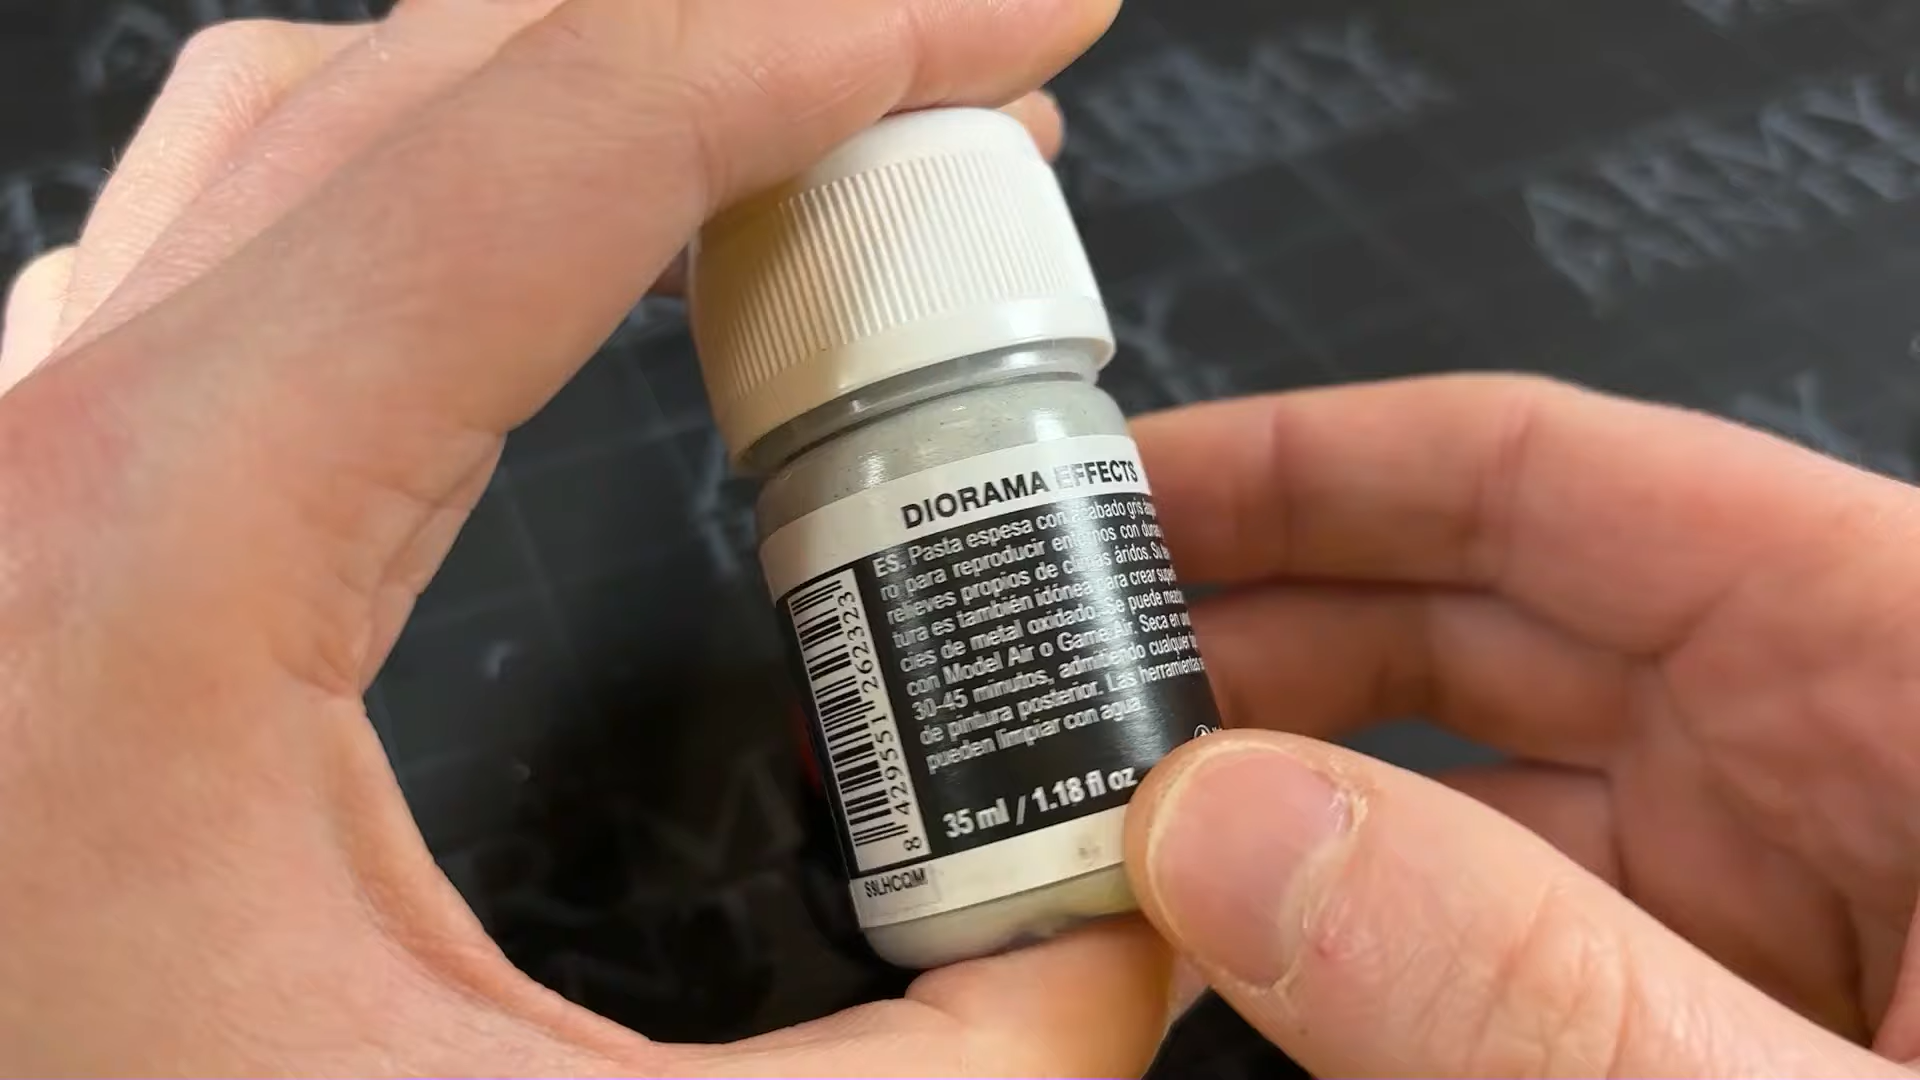 DIORAMA EFFECTS
ES. Pasta espesa con acabado gris
ro para reproducir entornos con
relieves propios de climas áridos. Su
tura es también idónea para crear
cies de metal oxidado. Se puede
con Model Air o Game Air. Seca en
30-45 minutos, admitiendo cualquier
de pintura posterior. Las herramientas
pueden limpiar con agua.
35 ml / 1.18 fl oz
8 429551 262323
S9LHCQM
ARMY
ARMY